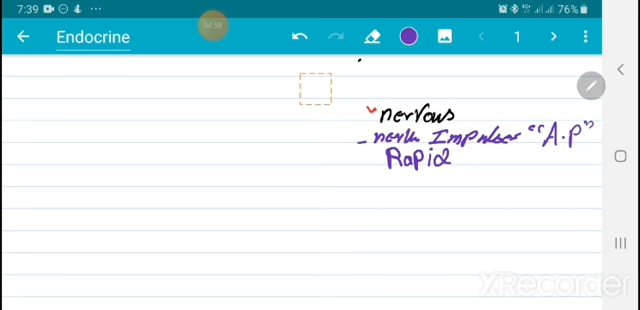 7:39 76%
04:58
Endocrine 1
nervous
- nerve Impulses "A.P"
Rapid
XRecorder